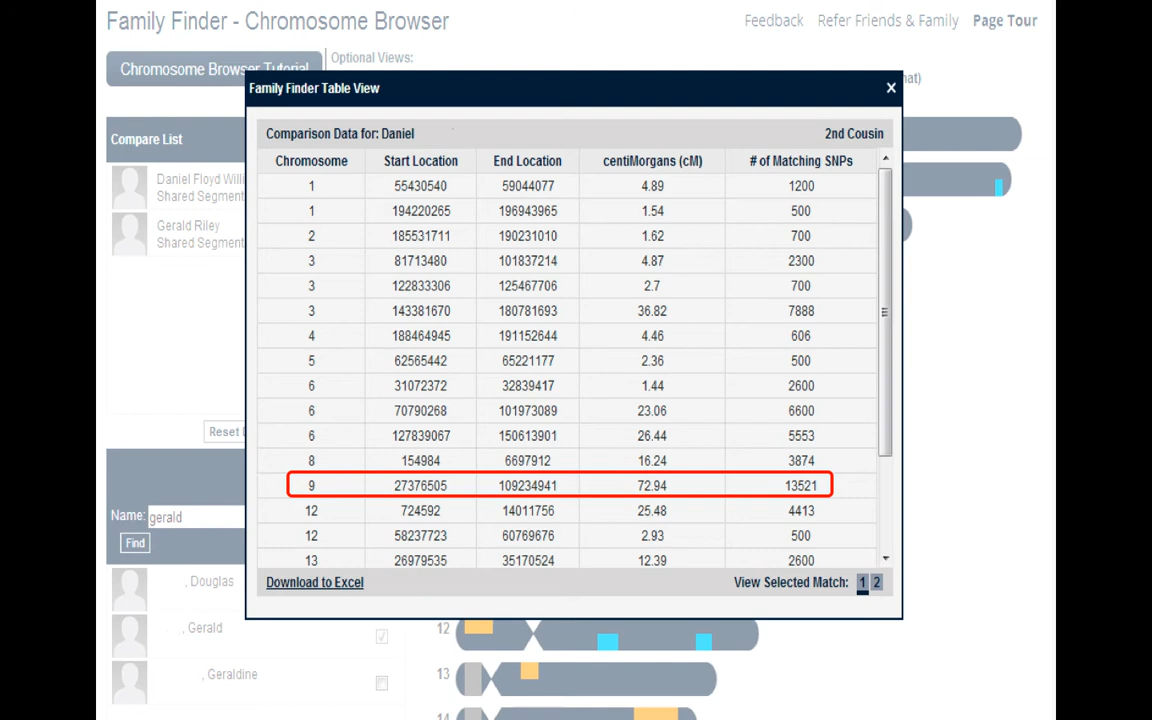 Family Finder - Chromosome Browser
Feedback Refer Friends & Family Page Tour
Chromosome Browser Tutorial
Optional Views:
Family Finder Table View
Compare List
Comparison Data for: Daniel 2nd Cousin
Chromosome Start Location End Location centiMorgans (cM) # of Matching SNPs
1 55430540 59044077 4.89 1200
1 194220265 196943965 1.54 500
2 185531711 190231010 1.62 700
3 81713480 101837214 4.87 2300
3 122833306 125467706 2.7 700
3 143381670 180781693 36.82 7888
4 188464945 191152644 4.46 606
5 62565442 65221177 2.36 500
6 31072372 32839417 1.44 2600
6 70790268 101973089 23.06 6600
6 127839067 150613901 26.44 5553
8 154984 6697912 16.24 3874
9 27376505 109234941 72.94 13521
12 724592 14011756 25.48 4413
12 58237723 60769676 2.93 500
13 26979535 35170524 12.39 2600
Download to Excel View Selected Match: 1 2
Daniel Floyd Willi
Shared Segment
Gerald Riley
Shared Segment
Reset
Name: gerald
Find
, Douglas
, Gerald
, Geraldine
12
13
14